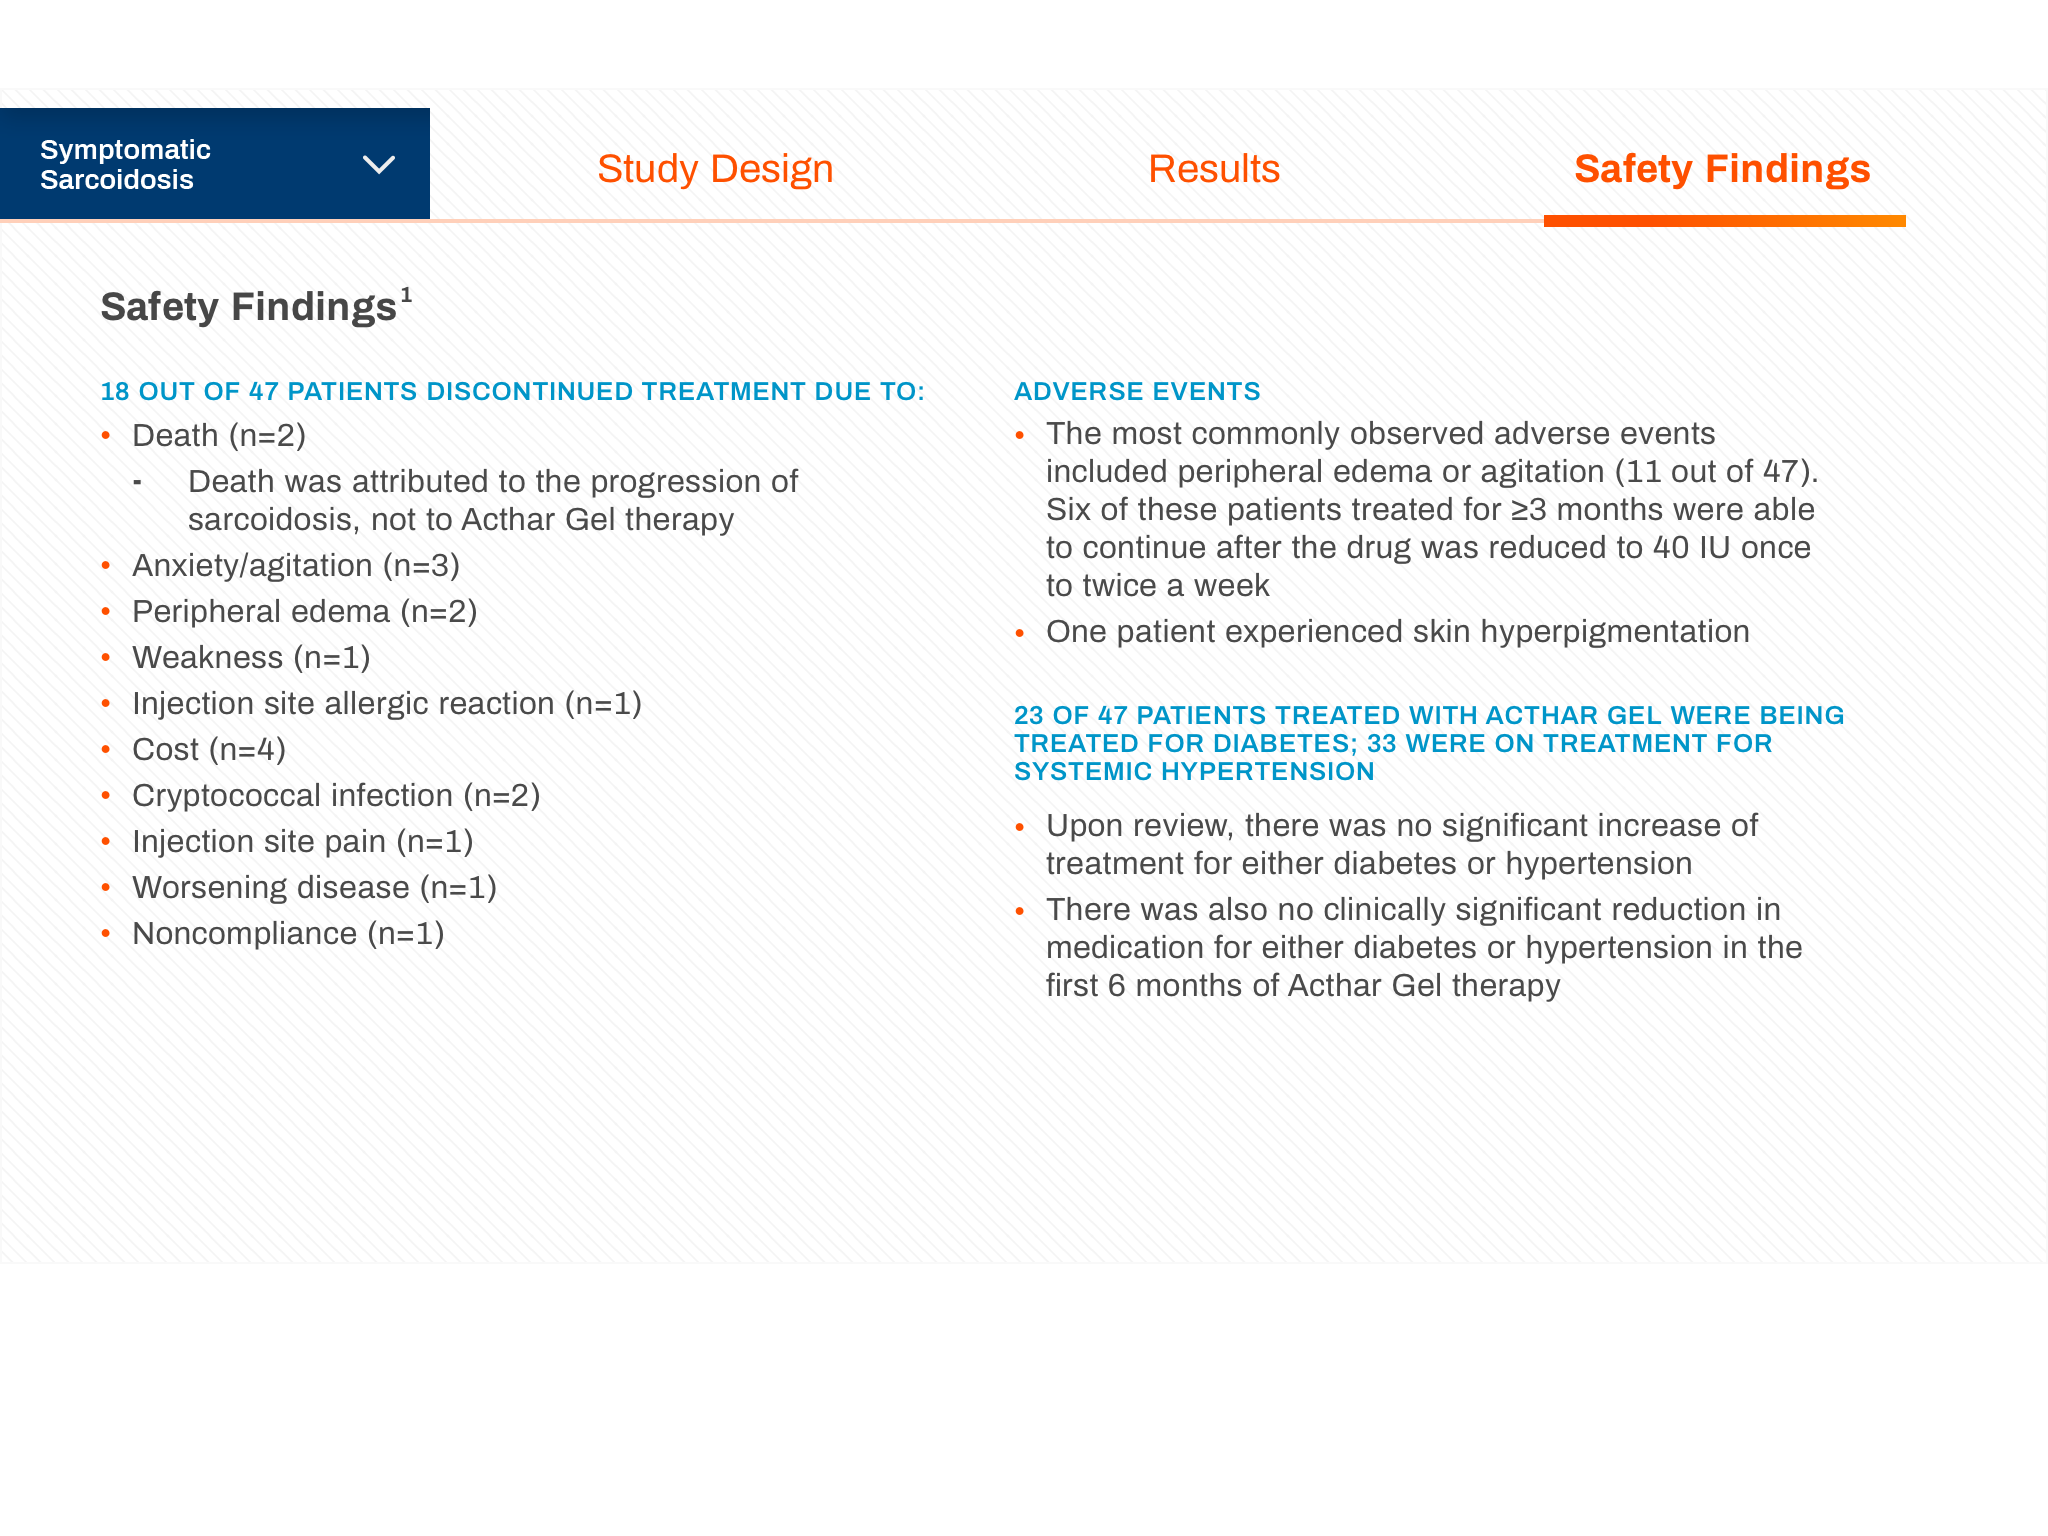 Symptomatic
Sarcoidosis
Study Design
Results
Safety Findings
Safety Findings¹
18 OUT OF 47 PATIENTS DISCONTINUED TREATMENT DUE TO:
• Death (n=2)
- Death was attributed to the progression of
sarcoidosis, not to Acthar Gel therapy
• Anxiety/agitation (n=3)
• Peripheral edema (n=2)
• Weakness (n=1)
• Injection site allergic reaction (n=1)
• Cost (n=4)
• Cryptococcal infection (n=2)
• Injection site pain (n=1)
• Worsening disease (n=1)
• Noncompliance (n=1)
ADVERSE EVENTS
• The most commonly observed adverse events
included peripheral edema or agitation (11 out of 47).
Six of these patients treated for ≥3 months were able
to continue after the drug was reduced to 40 IU once
to twice a week
• One patient experienced skin hyperpigmentation
23 OF 47 PATIENTS TREATED WITH ACTHAR GEL WERE BEING
TREATED FOR DIABETES; 33 WERE ON TREATMENT FOR
SYSTEMIC HYPERTENSION
• Upon review, there was no significant increase of
treatment for either diabetes or hypertension
• There was also no clinically significant reduction in
medication for either diabetes or hypertension in the
first 6 months of Acthar Gel therapy